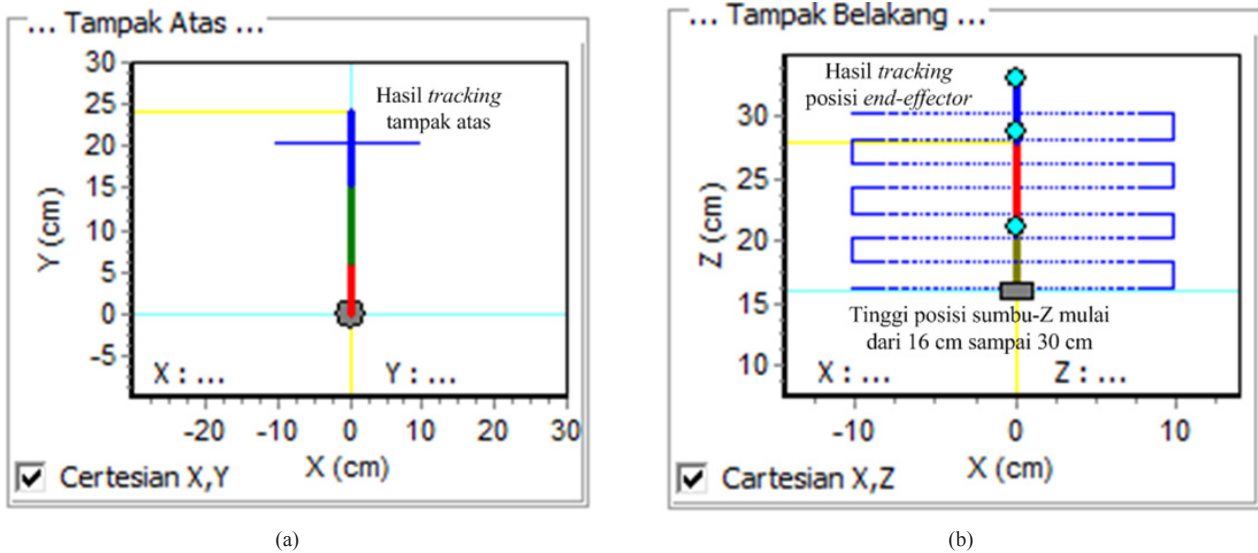 ... Tampak Atas ...
30
25
20
15
10
5
0
-5
Y (cm)
Hasil tracking
tampak atas
X : ... Y : ...
-20 -10 0 10 20 30
X (cm)
Certesian X,Y
(a)
... Tampak Belakang ...
30
25
20
15
10
Z (cm)
Hasil tracking
posisi end-effector
Tinggi posisi sumbu-Z mulai
dari 16 cm sampai 30 cm
X : ... Z : ...
-10 0 10
X (cm)
Cartesian X,Z
(b)